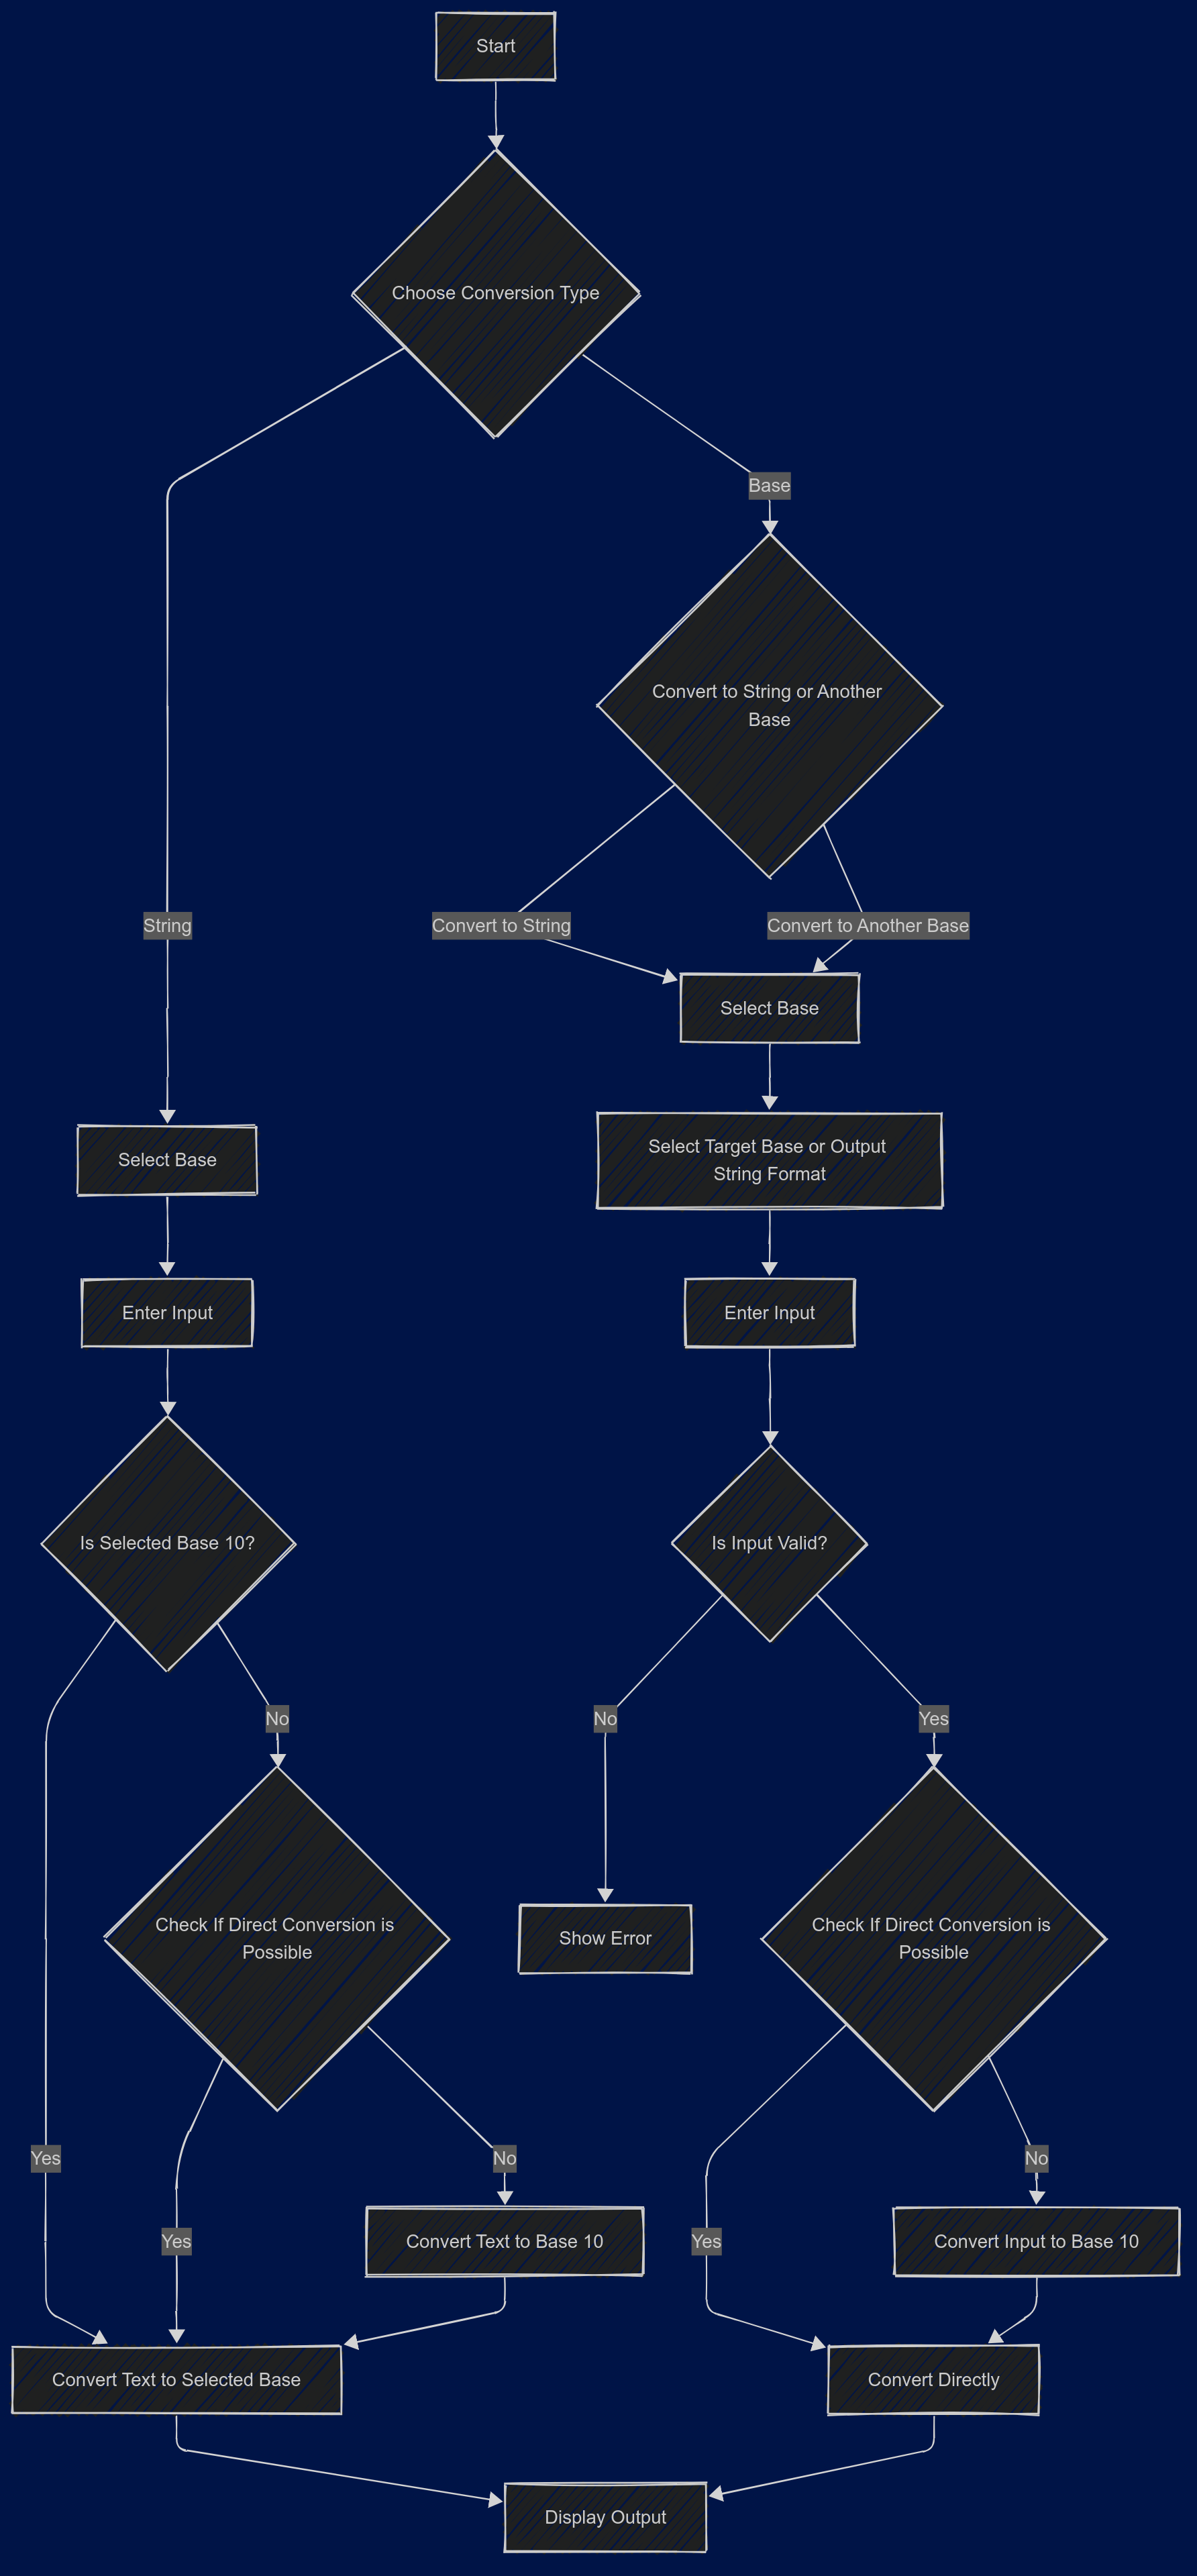 Start
Choose Conversion Type
Base
Convert to String or Another
Base
String
Convert to String
Convert to Another Base
Select Base
Select Target Base or Output
String Format
Select Base
Enter Input
Enter Input
Is Selected Base 10?
Is Input Valid?
No
No
Yes
Check If Direct Conversion is
Possible
Show Error
Check If Direct Conversion is
Possible
Yes
No
No
Yes
Convert Text to Base 10
Yes
Convert Input to Base 10
Convert Text to Selected Base
Convert Directly
Display Output